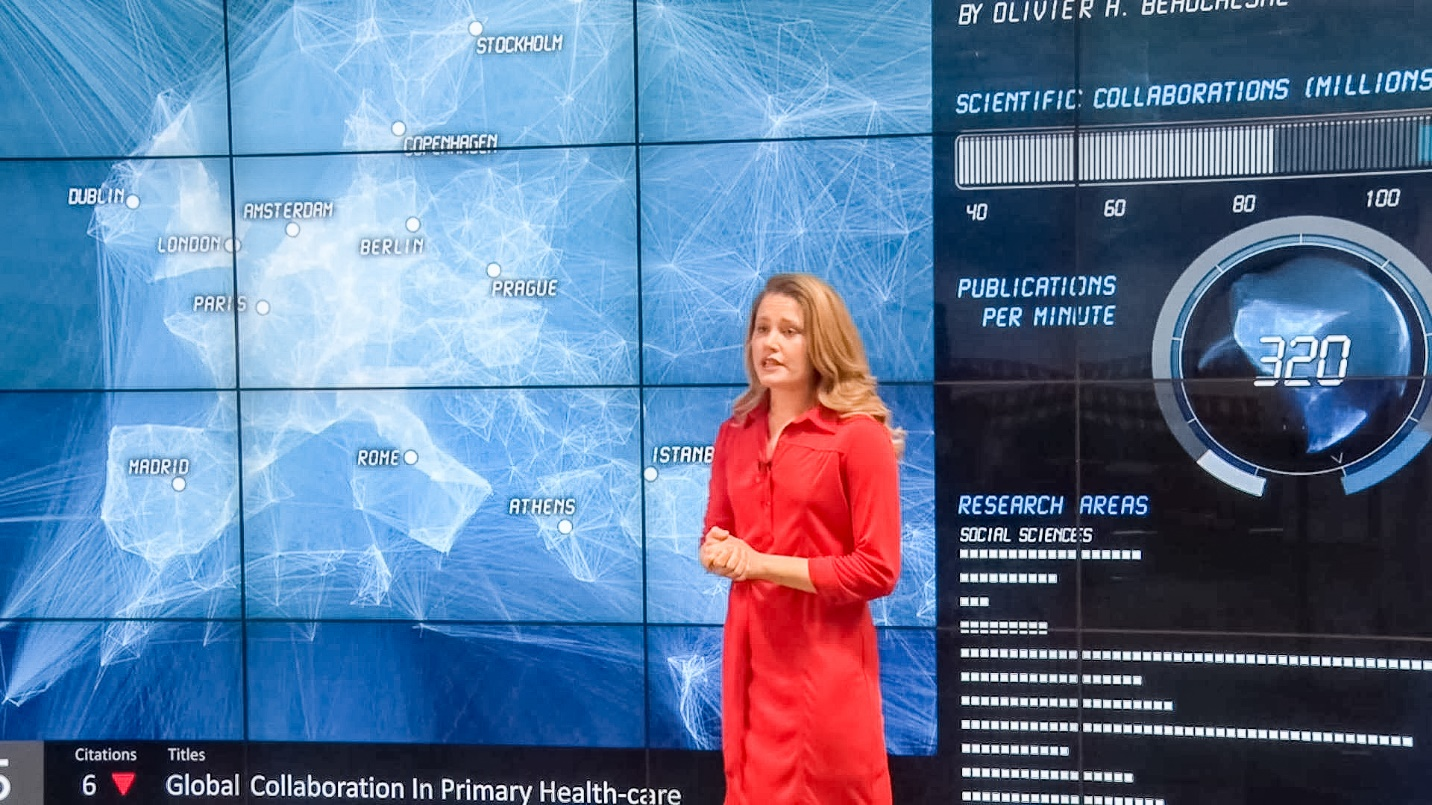 BY OLIVIER H.
STOCKHOLM
COPENHAGEN
DUBLIN
AMSTERDAM
LONDON
BERLIN
PRAGUE
PARIS
MADRID
ROME
ISTANB
ATHENS
SCIENTIFIC COLLABORATIONS (MILLIONS
40 60 80 100
PUBLICATIONS
PER MINUTE
320
RESEARCH AREAS
SOCIAL SCIENCES
5
Citations Titles
6 Global Collaboration In Primary Health-care